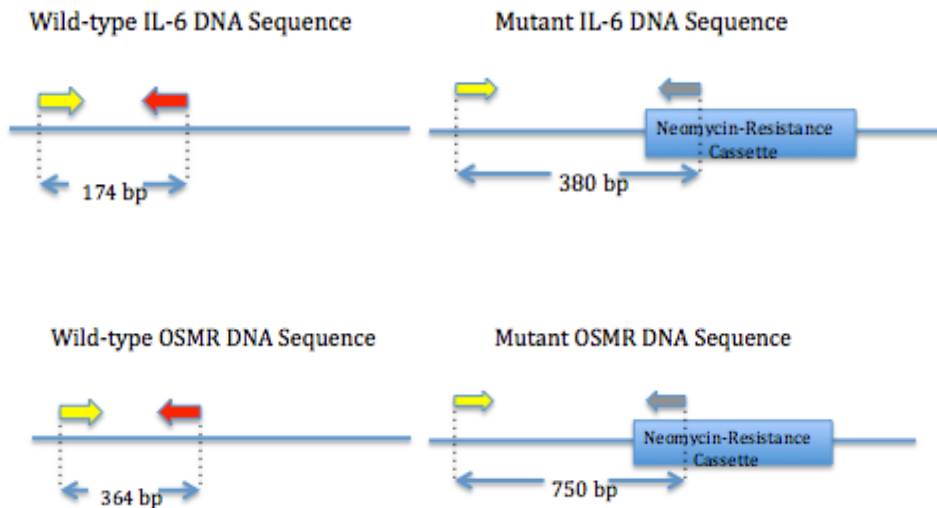 Wild-type IL-6 DNA Sequence
Mutant IL-6 DNA Sequence
Neomycin-Resistance
Cassette
174 bp
380 bp
Wild-type OSMR DNA Sequence
Mutant OSMR DNA Sequence
Neomycin-Resistance
Cassette
364 bp
750 bp